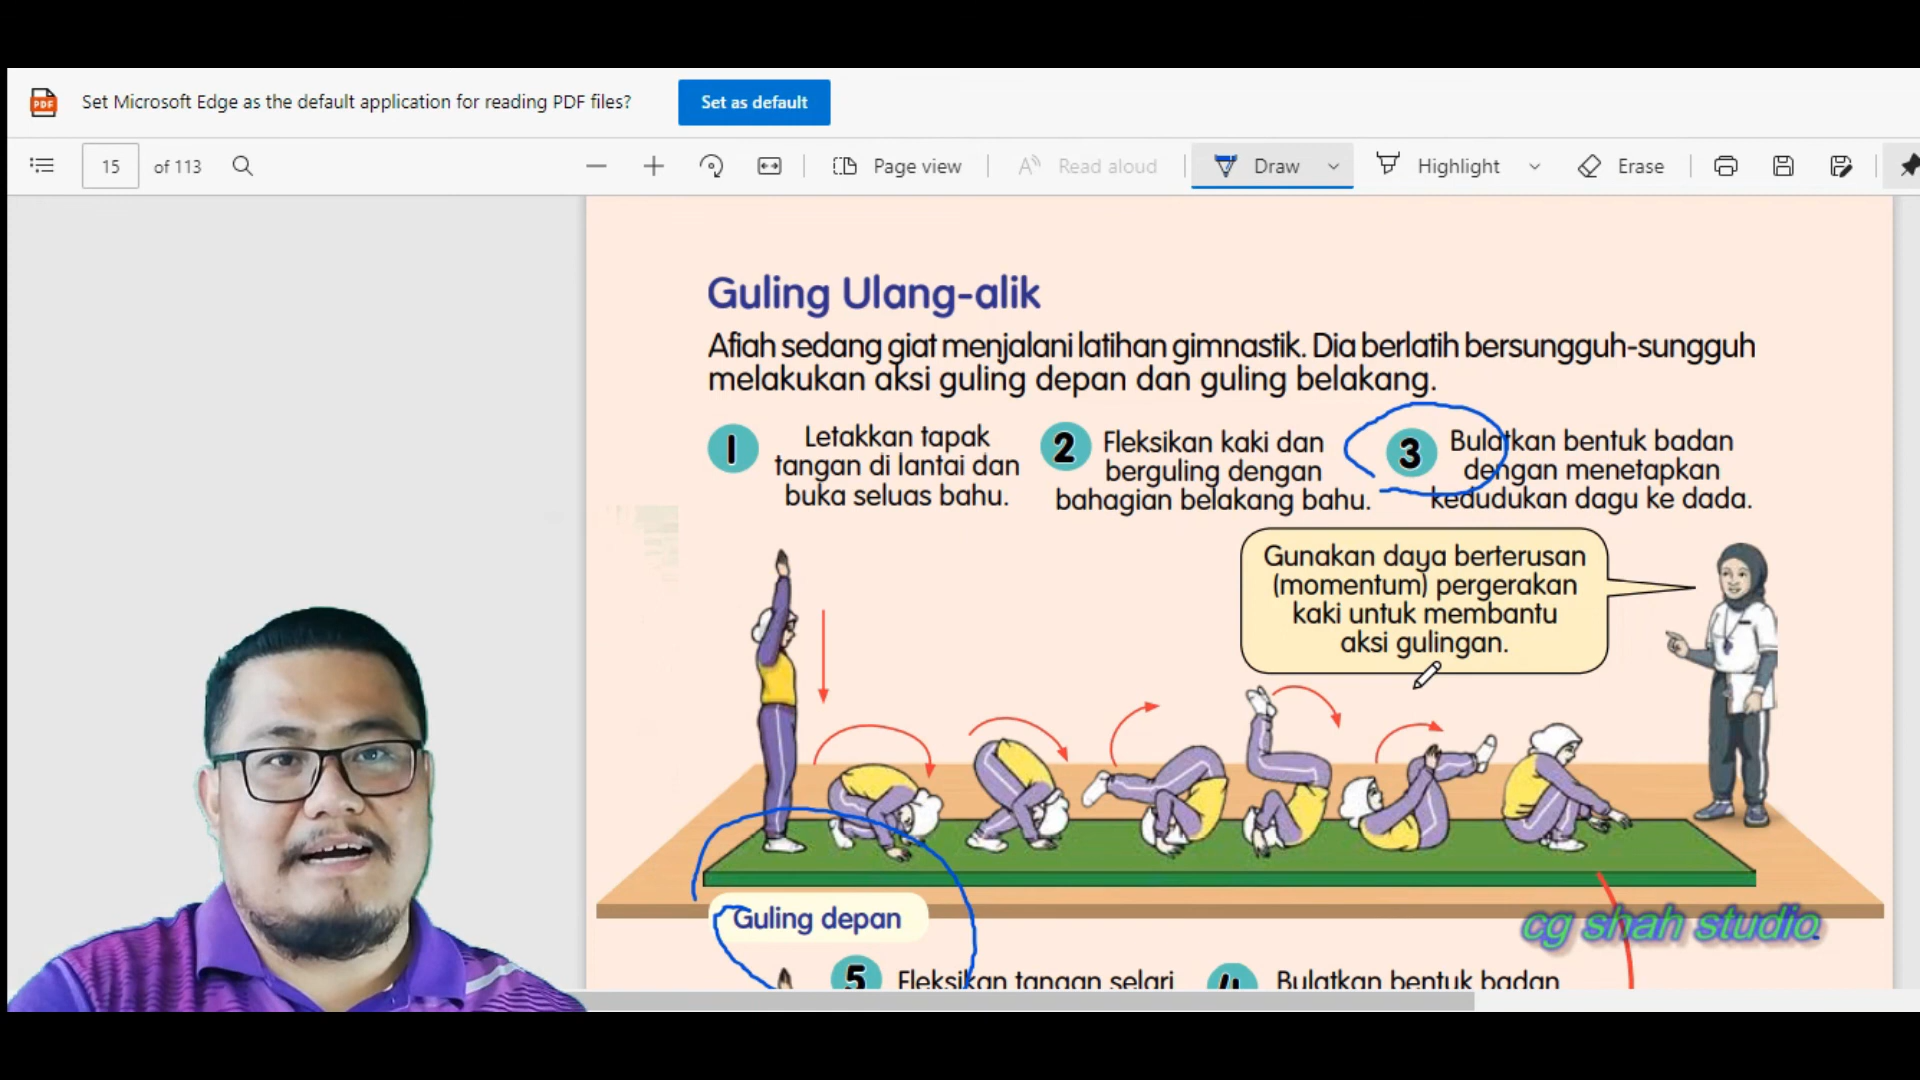 PDF
Set Microsoft Edge as the default application for reading PDF files?
Set as default
15 of 113
Page view
Read aloud
Draw
Highlight
Erase
Guling Ulang-alik
Afiah sedang giat menjalani latihan gimnastik. Dia berlatih bersungguh-sungguh
melakukan aksi guling depan dan guling belakang.
1 Letakkan tapak
tangan di lantai dan
buka seluas bahu.
2 Fleksikan kaki dan
berguling dengan
bahagian belakang bahu.
3 Bulatkan bentuk badan
dengan menetapkan
kedudukan dagu ke dada.
Gunakan daya berterusan
(momentum) pergerakan
kaki untuk membantu
aksi gulingan.
Guling depan
cg shah studio
5 Fleksikan tangan selari
4 Bulatkan bentuk badan